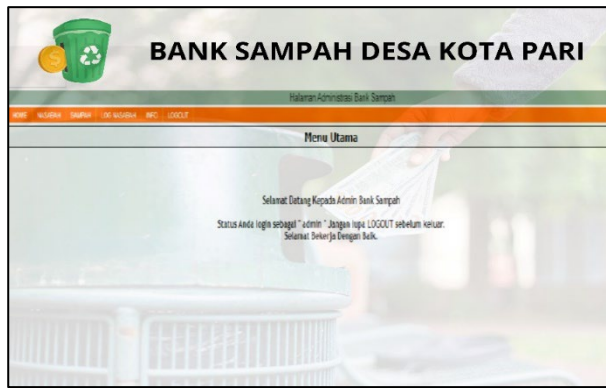 BANK SAMPAH DESA KOTA PARI
Halaman Administrasi Bank Sampah
HOME NASABAH SAMPAH LOG NASABAH INFO LOGOUT
Menu Utama
Selamat Datang Kepada Admin Bank Sampah
Status Anda login sebagai " admin " Jangan lupa LOGOUT sebelum keluar.
Selamat Bekerja Dengan Baik.